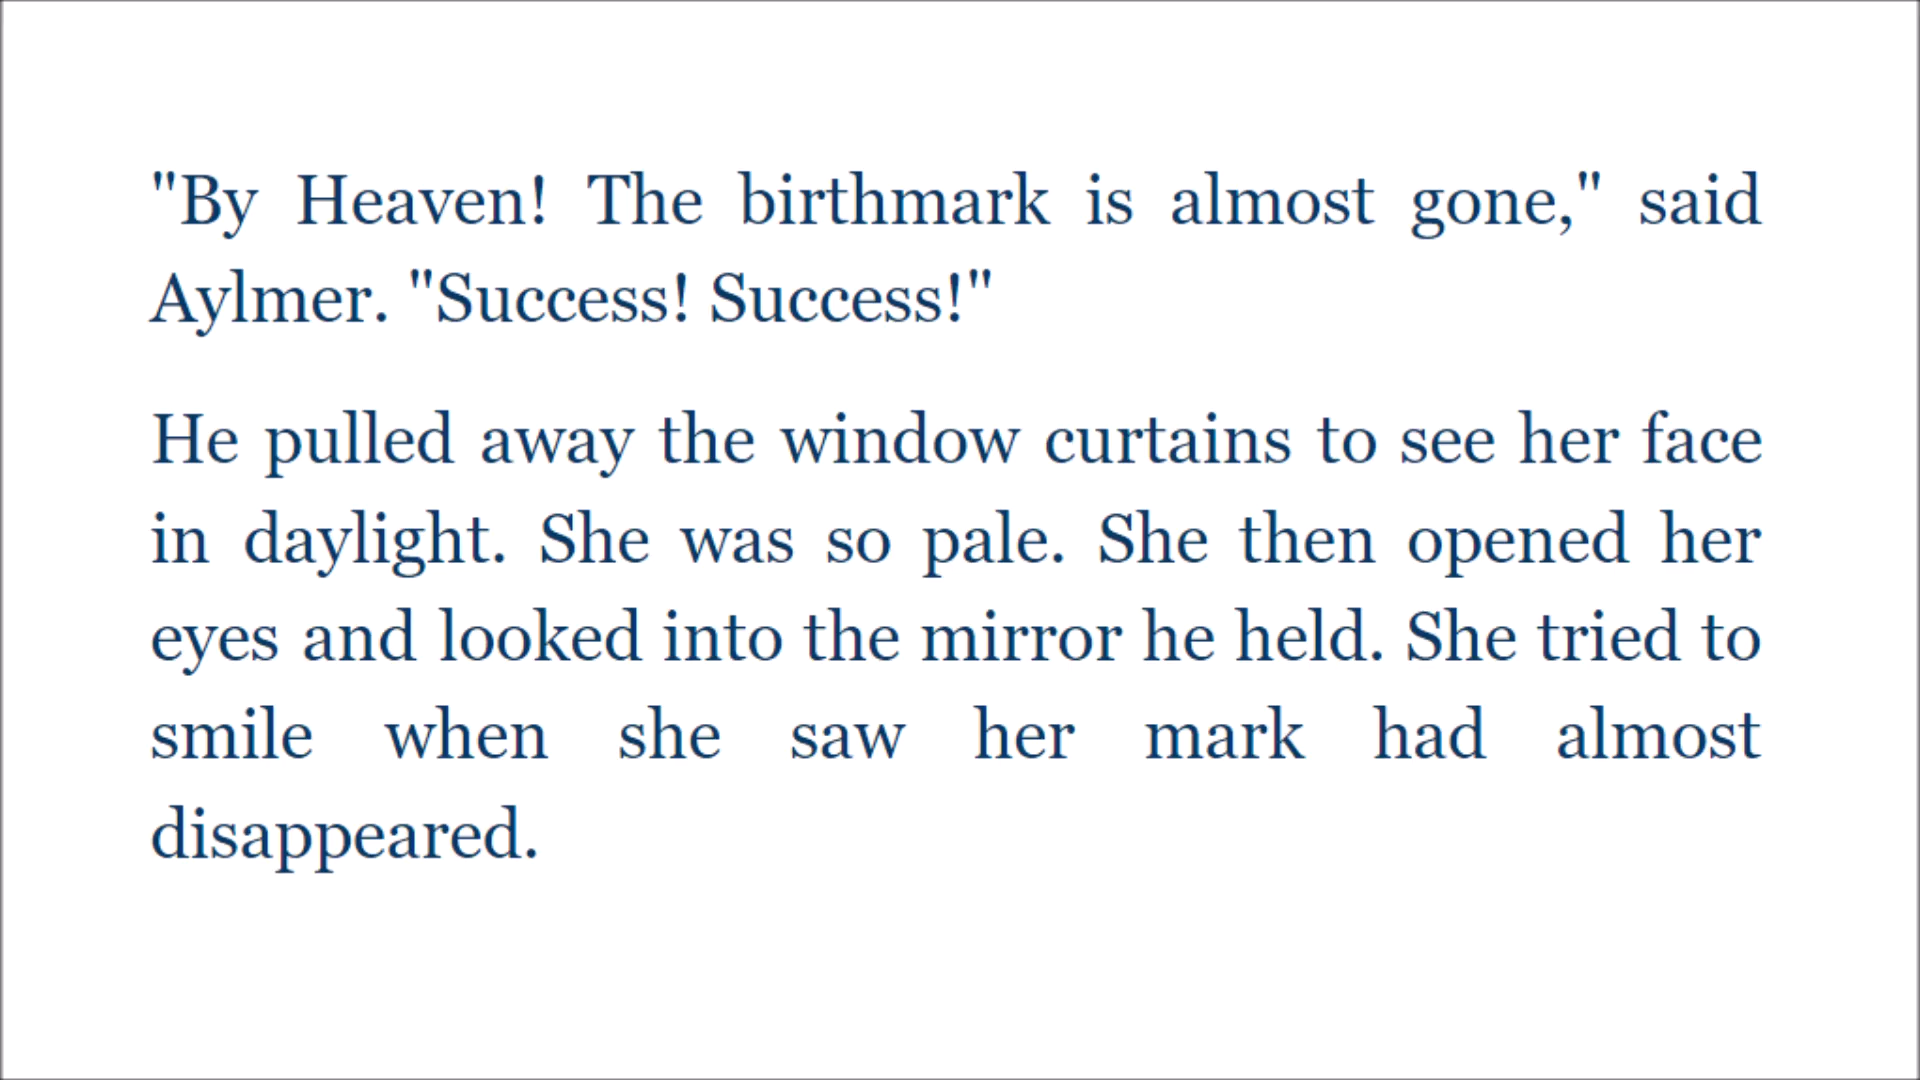 "By Heaven! The birthmark is almost gone," said
Aylmer. "Success! Success!"
He pulled away the window curtains to see her face
in daylight. She was so pale. She then opened her
eyes and looked into the mirror he held. She tried to
smile when she saw her mark had almost
disappeared.